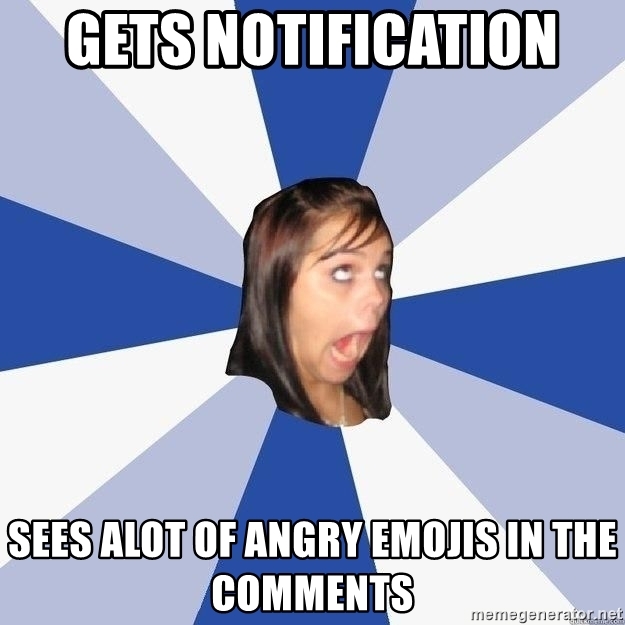 GETS NOTIFICATION
SEES ALOT OF ANGRY EMOJIS IN THE
COMMENTS
memegenerator.net